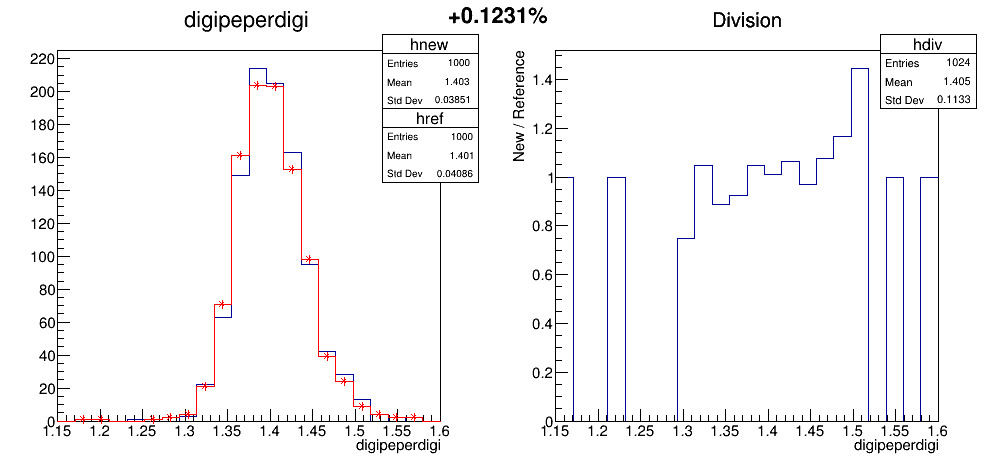 +0.1231%
digipeperdigi
hnew
Entries 1000
Mean 1.403
Std Dev 0.03851
href
Entries 1000
Mean 1.401
Std Dev 0.04086
220
200
180
160
140
120
100
80
60
40
20
0
1.15 1.2 1.25 1.3 1.35 1.4 1.45 1.5 1.55 1.6
digipeperdigi
Division
hdiv
Entries 1024
Mean 1.405
Std Dev 0.1133
New / Reference
1.4
1.2
1
0.8
0.6
0.4
0.2
0
1.15 1.2 1.25 1.3 1.35 1.4 1.45 1.5 1.55 1.6
digipeperdigi